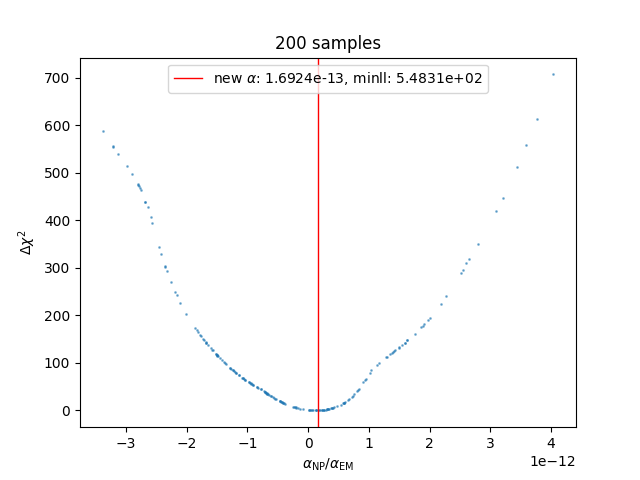 200 samples
new α: 1.6924e-13, minll: 5.4831e+02
700
600
500
400
300
200
100
0
Δχ²
−3 −2 −1 0 1 2 3 4
1e−12
α_NP/α_EM